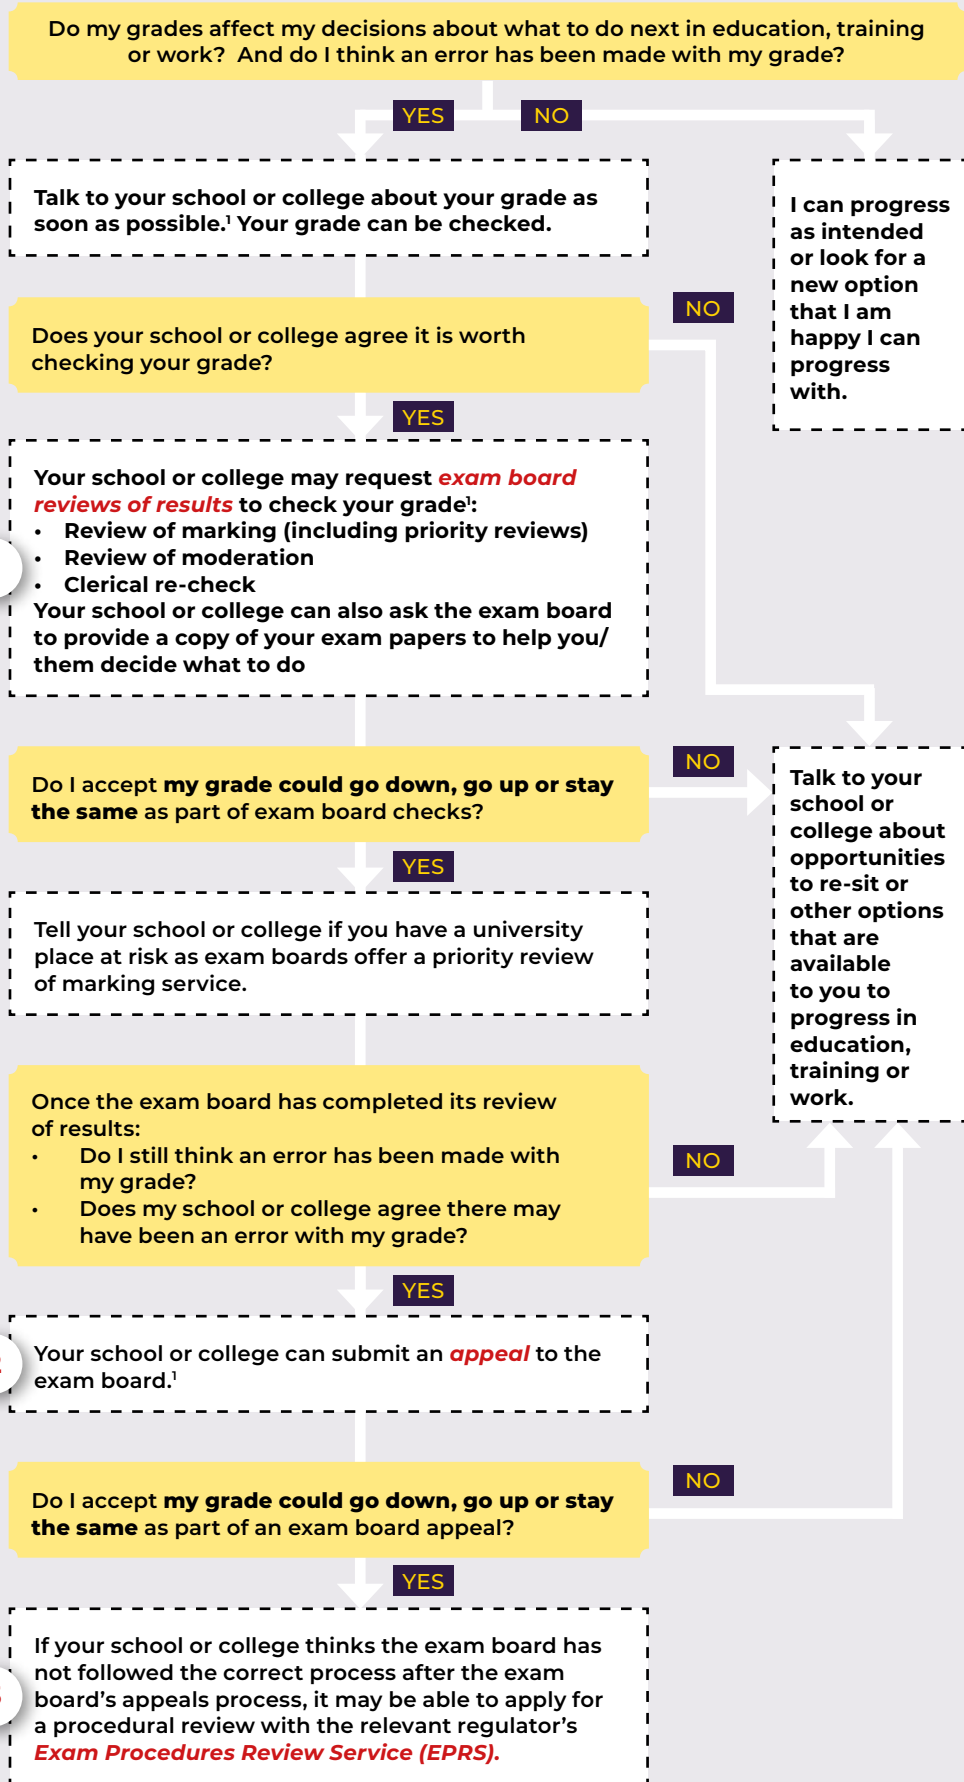 Do my grades affect my decisions about what to do next in education, training
or work?  And do I think an error has been made with my grade?
YES
NO
Talk to your school or college about your grade as
soon as possible.¹ Your grade can be checked.
I can progress
as intended
or look for a
new option
that I am
happy I can
progress
with.
Does your school or college agree it is worth
checking your grade?
NO
YES
Your school or college may request exam board
reviews of results to check your grade¹:
• Review of marking (including priority reviews)
• Review of moderation
• Clerical re-check
Your school or college can also ask the exam board
to provide a copy of your exam papers to help you/
them decide what to do
Do I accept my grade could go down, go up or stay
the same as part of exam board checks?
NO
YES
Talk to your
school or
college about
opportunities
to re-sit or
other options
that are
available
to you to
progress in
education,
training or
work.
Tell your school or college if you have a university
place at risk as exam boards offer a priority review
of marking service.
Once the exam board has completed its review
of results:
• Do I still think an error has been made with
my grade?
• Does my school or college agree there may
have been an error with my grade?
NO
YES
Your school or college can submit an appeal to the
exam board.¹
Do I accept my grade could go down, go up or stay
the same as part of an exam board appeal?
NO
YES
If your school or college thinks the exam board has
not followed the correct process after the exam
board's appeals process, it may be able to apply for
a procedural review with the relevant regulator's
Exam Procedures Review Service (EPRS).